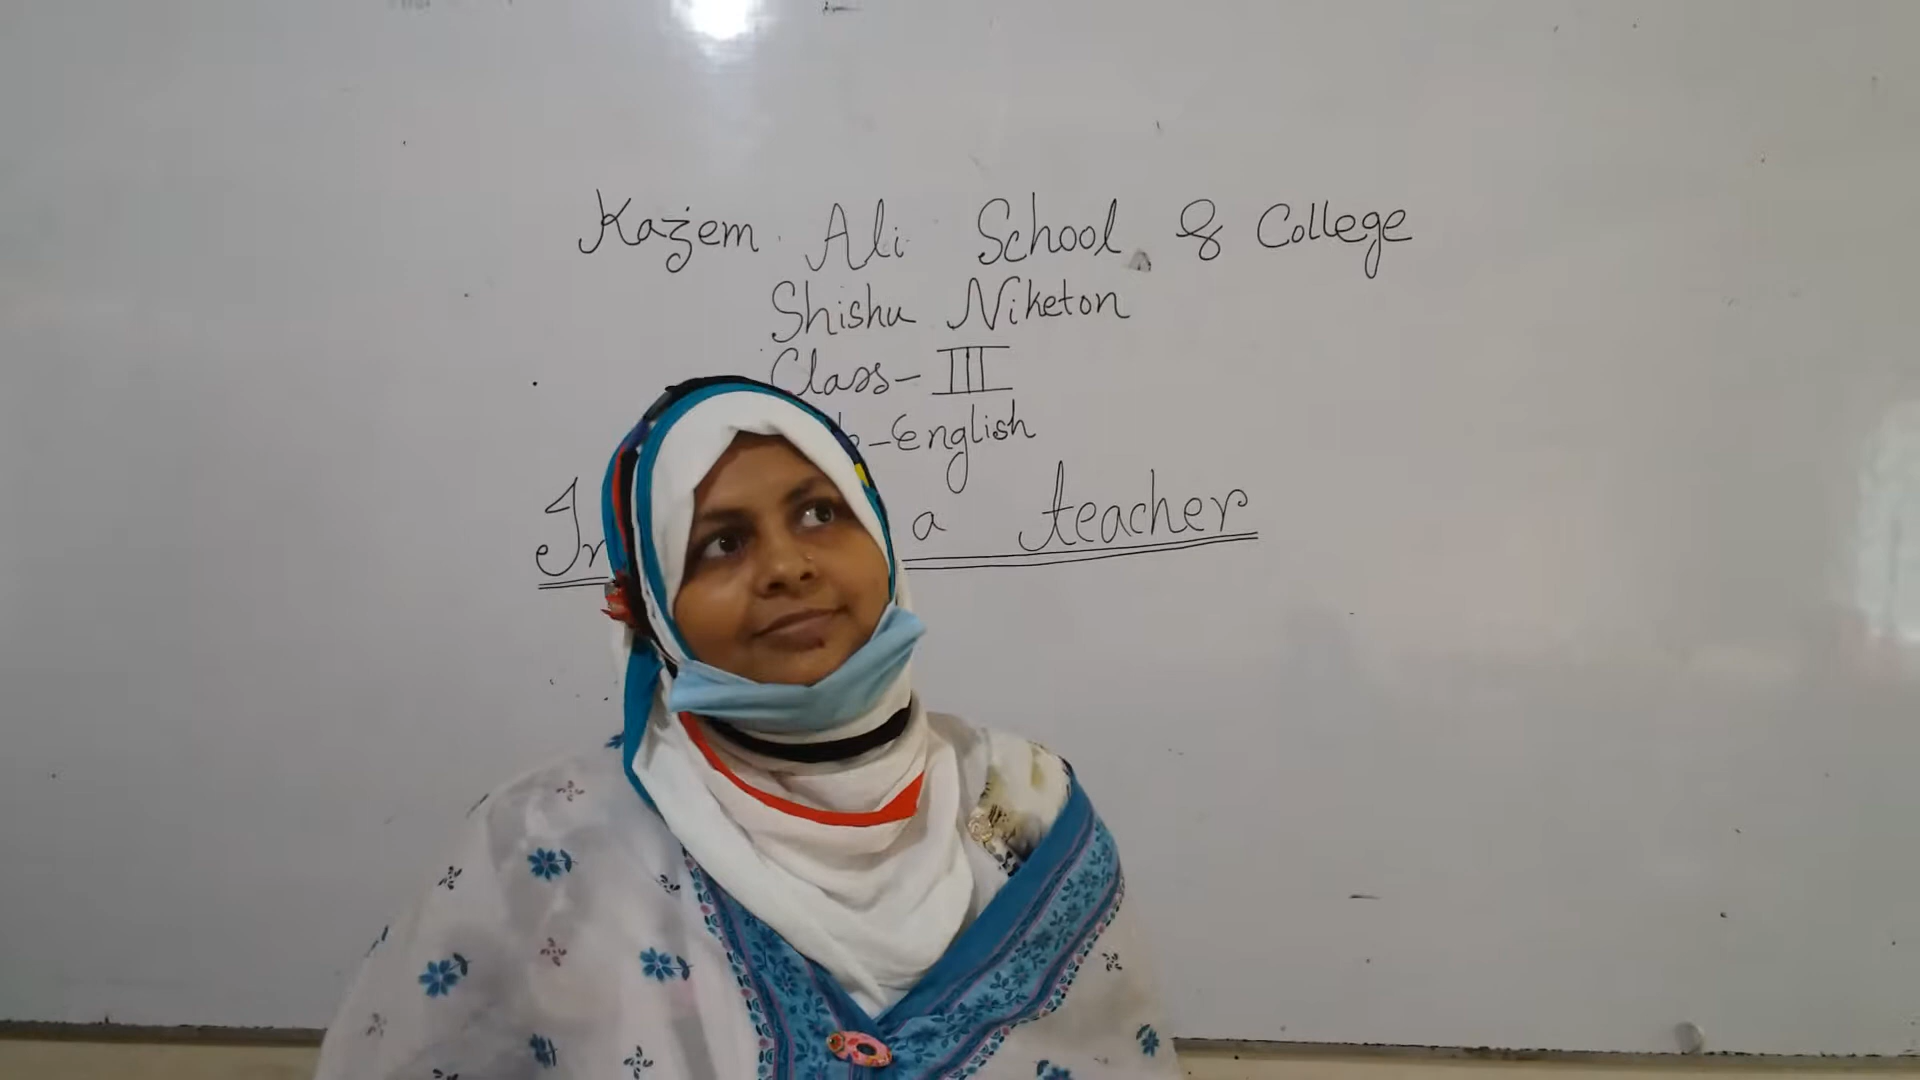 Kazem Ali School & College
Shishu Niketon
Class-III
-English
a teacher